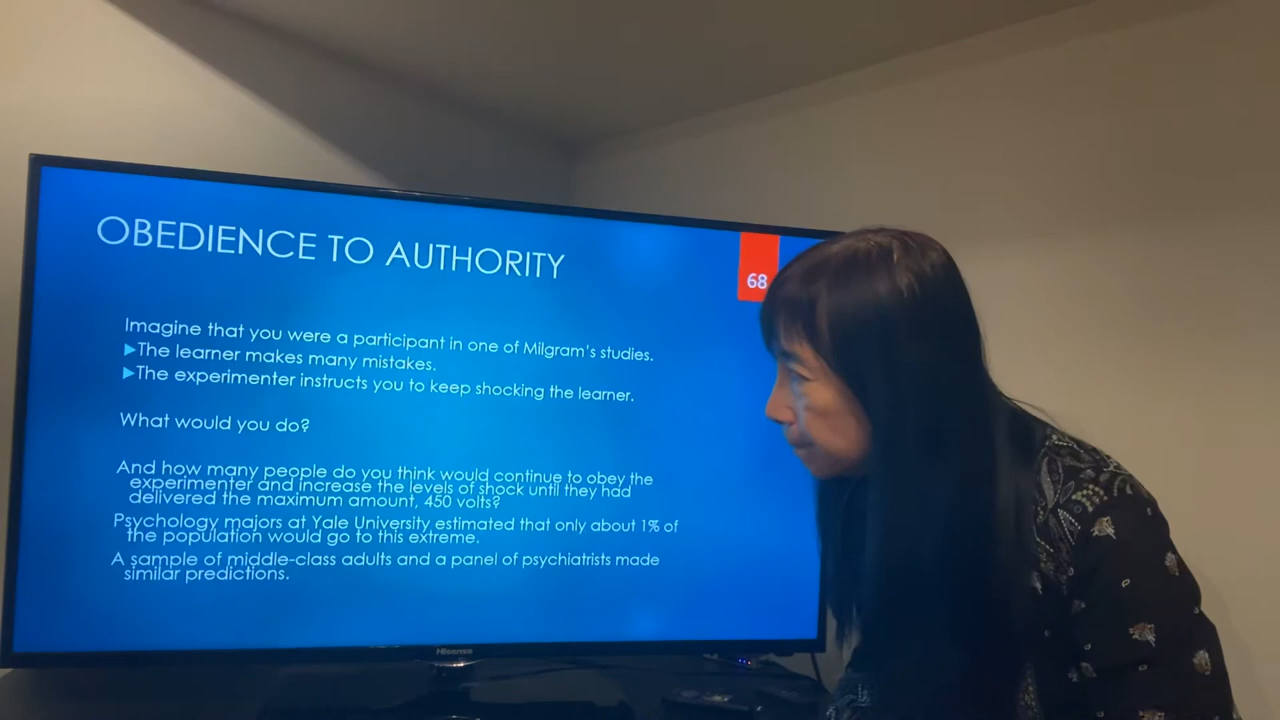 OBEDIENCE TO AUTHORITY
68
Imagine that you were a participant in one of Milgram's studies.
▶The learner makes many mistakes.
▶The experimenter instructs you to keep shocking the learner.
What would you do?
And how many people do you think would continue to obey the
experimenter and increase the levels of shock until they had
delivered the maximum amount, 450 volts?
Psychology majors at Yale University estimated that only about 1% of
the population would go to this extreme.
A sample of middle-class adults and a panel of psychiatrists made
similar predictions.
Hisense